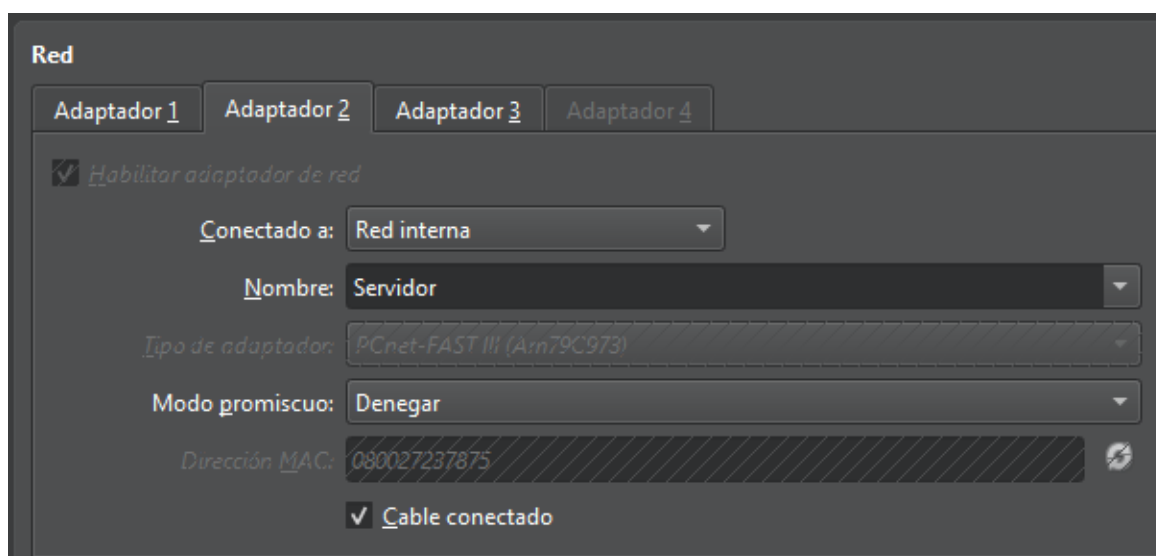 Red
Adaptador 1 Adaptador 2 Adaptador 3 Adaptador 4
Habilitar adaptador de red
Conectado a: Red interna
Nombre: Servidor
Tipo de adaptador: PCnet-FAST III (Am79C973)
Modo promiscuo: Denegar
Dirección MAC: 080027237875
Cable conectado